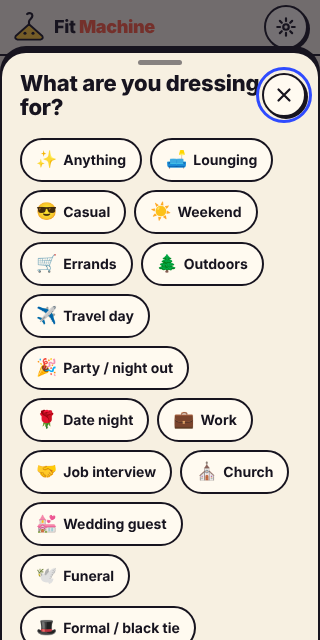 Fit Machine
What are you dressing
for?
Anything
Lounging
Casual
Weekend
Errands
Outdoors
Travel day
Party / night out
Date night
Work
Job interview
Church
Wedding guest
Funeral
Formal / black tie